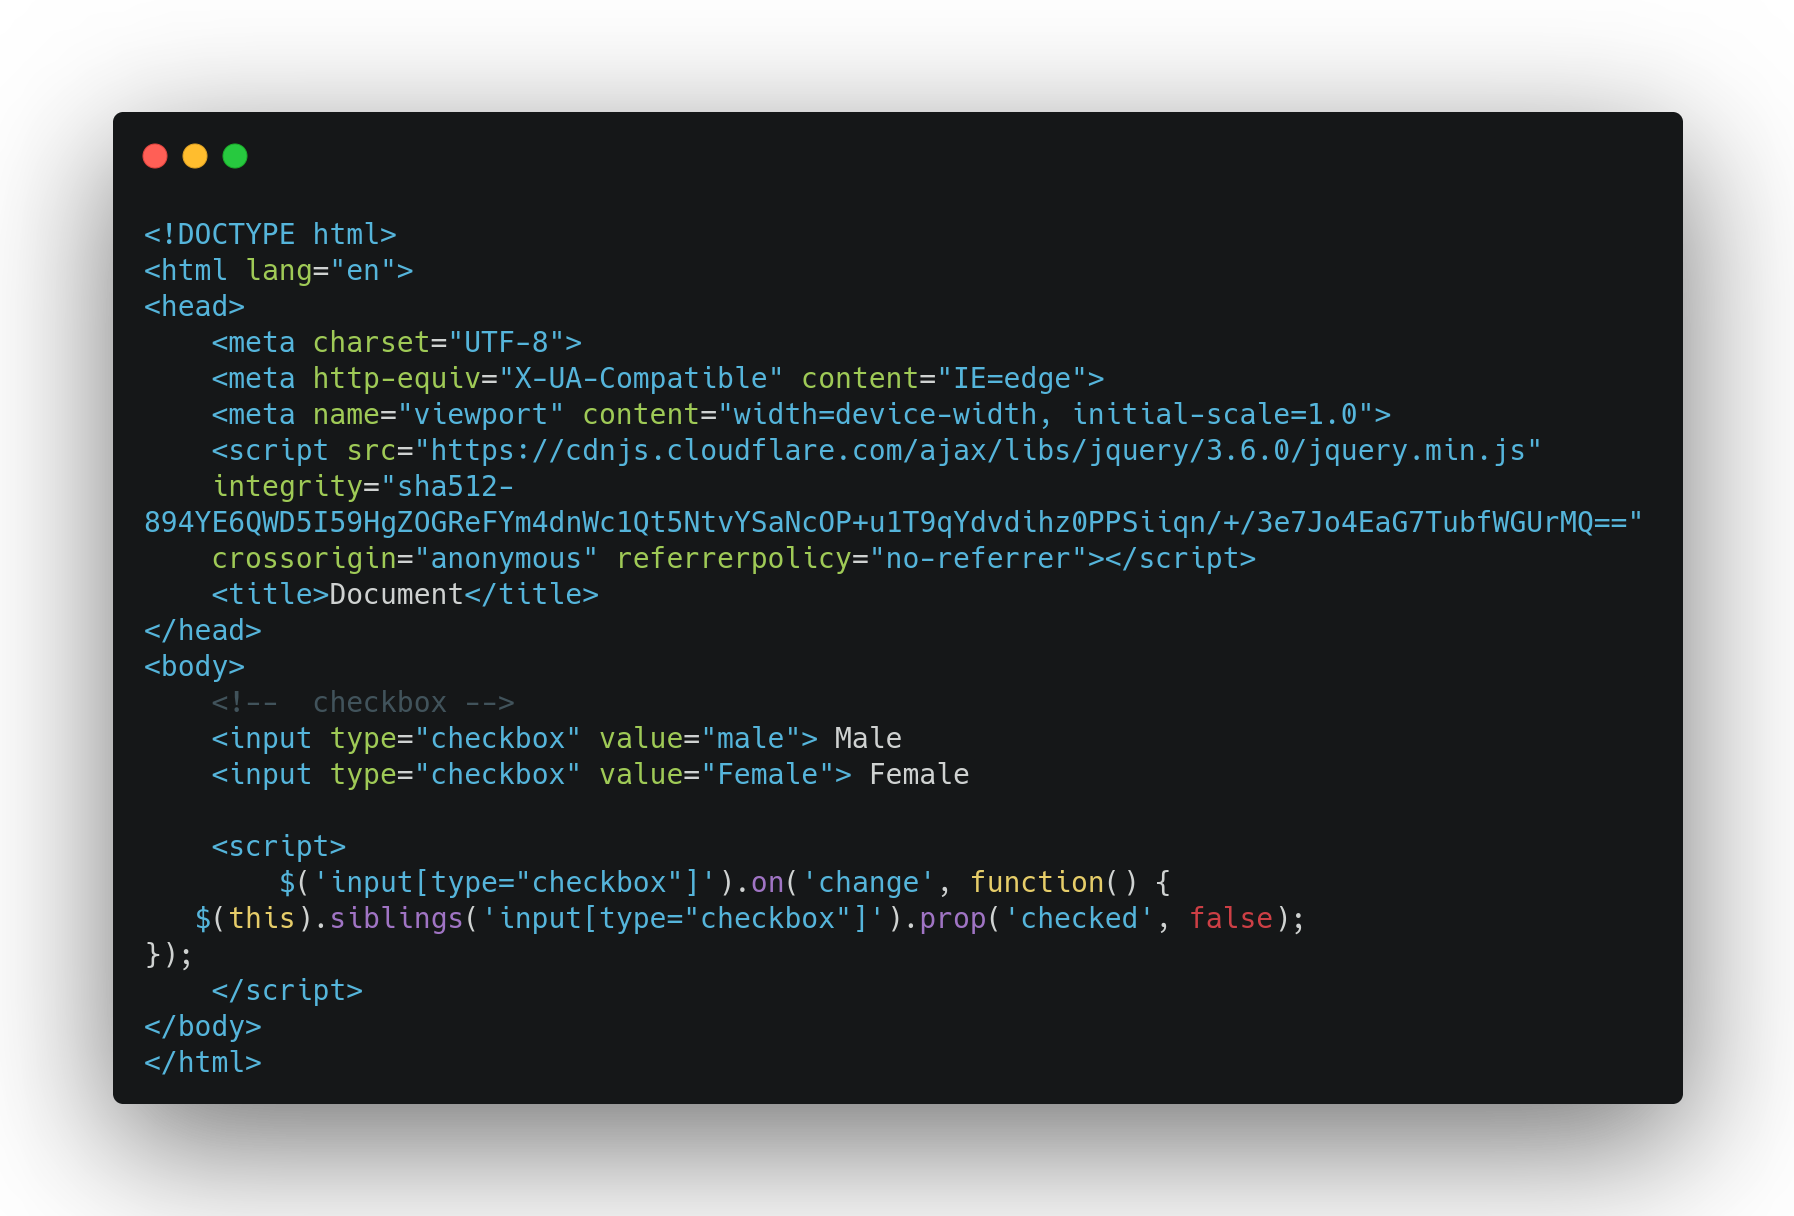 <!DOCTYPE html>
<html lang="en">
<head>
    <meta charset="UTF-8">
    <meta http-equiv="X-UA-Compatible" content="IE=edge">
    <meta name="viewport" content="width=device-width, initial-scale=1.0">
    <script src="https://cdnjs.cloudflare.com/ajax/libs/jquery/3.6.0/jquery.min.js"
    integrity="sha512-
894YE6QWD5I59HgZOGReFYm4dnWc1Qt5NtvYSaNcOP+u1T9qYdvdihz0PPSiiqn/+/3e7Jo4EaG7TubfWGUrMQ=="
    crossorigin="anonymous" referrerpolicy="no-referrer"></script>
    <title>Document</title>
</head>
<body>
    <!--  checkbox -->
    <input type="checkbox" value="male"> Male
    <input type="checkbox" value="Female"> Female

    <script>
        $('input[type="checkbox"]').on('change', function() {
   $(this).siblings('input[type="checkbox"]').prop('checked', false);
});
    </script>
</body>
</html>